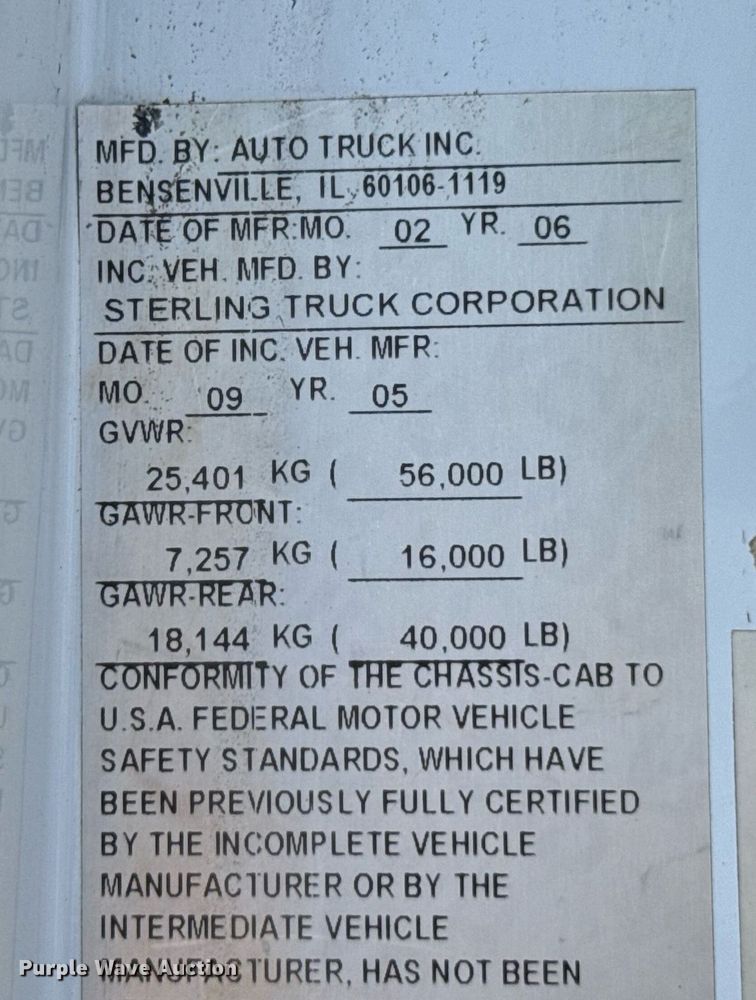 MFD. BY: AUTO TRUCK INC.
BENSENVILLE, IL 60106-1119
DATE OF MFR:MO. 02 YR. 06
INC. VEH. MFD. BY:
STERLING TRUCK CORPORATION
DATE OF INC. VEH. MFR:
MO. 09 YR. 05
GVWR:
25,401 KG ( 56,000 LB)
GAWR-FRONT:
7,257 KG ( 16,000 LB)
GAWR-REAR:
18,144 KG ( 40,000 LB)
CONFORMITY OF THE CHASSIS-CAB TO
U.S.A. FEDERAL MOTOR VEHICLE
SAFETY STANDARDS, WHICH HAVE
BEEN PREVIOUSLY FULLY CERTIFIED
BY THE INCOMPLETE VEHICLE
MANUFACTURER OR BY THE
INTERMEDIATE VEHICLE
MANUFACTURER, HAS NOT BEEN
Purple Wave Auction